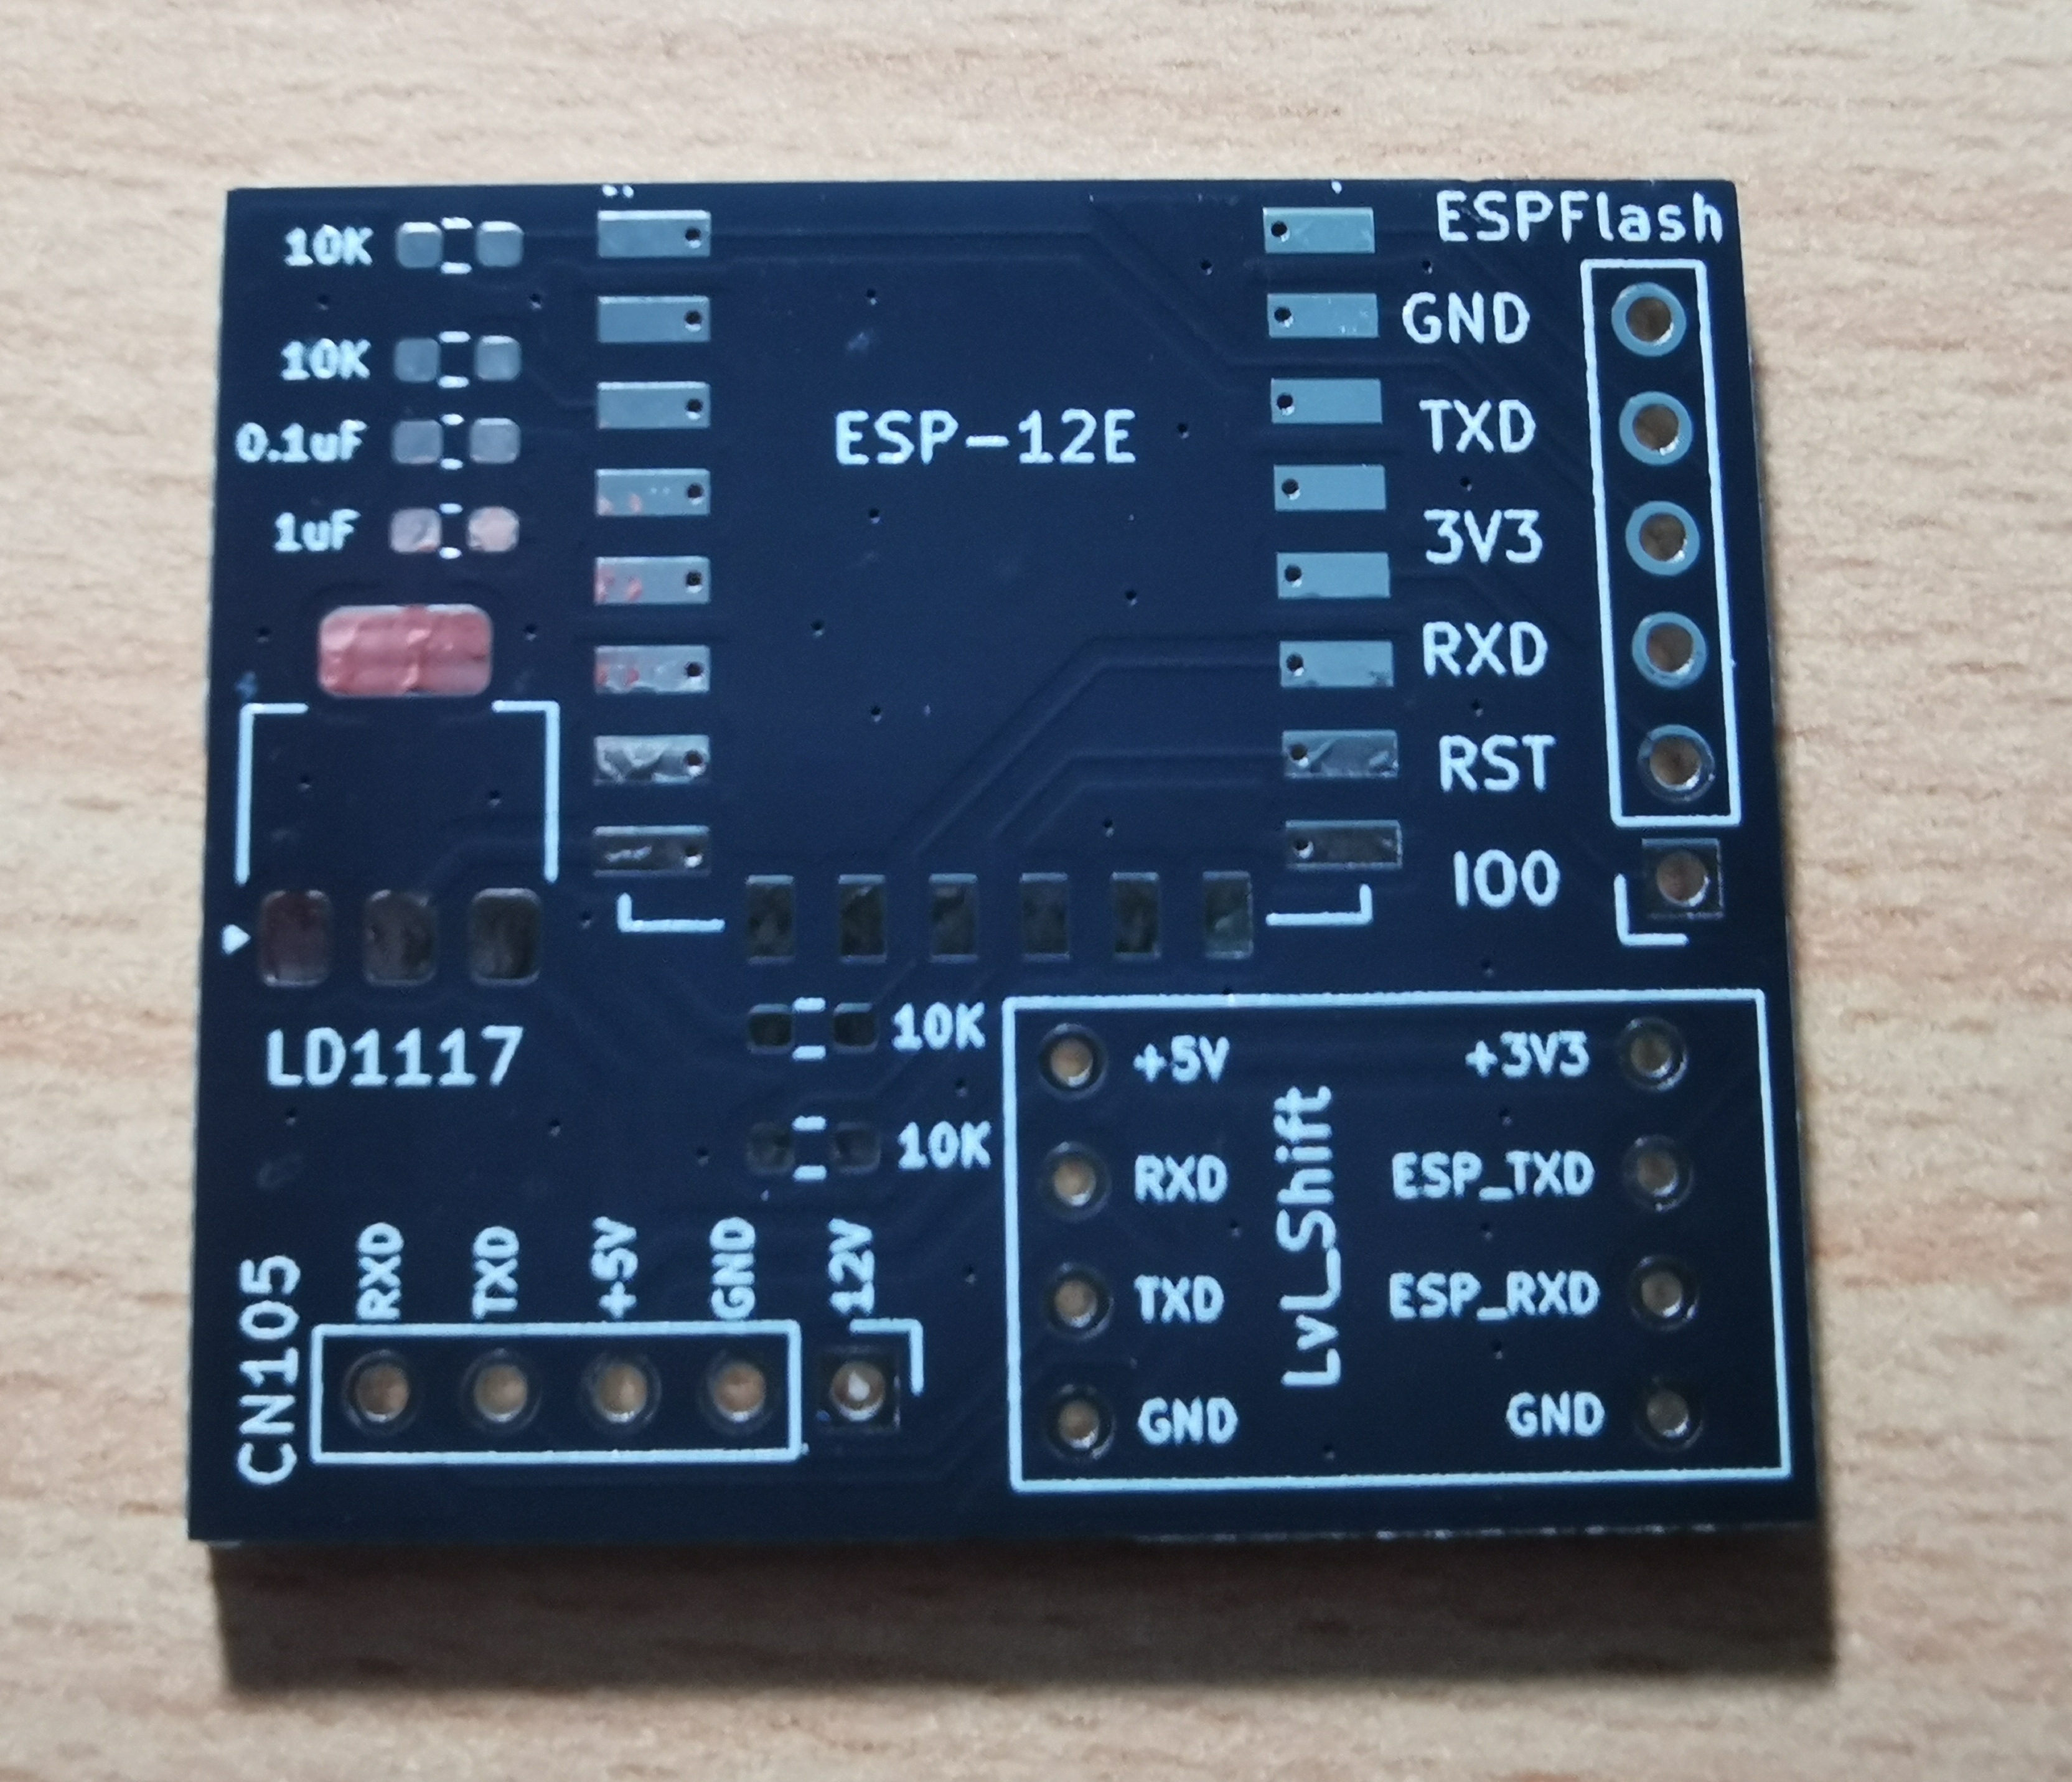 ESPFlash
10K
GND
10K
TXD
0.1uF
ESP-12E
1uF
3V3
RXD
RST
IO0
LD1117
10K
10K
+5V
+3V3
RXD
ESP_TXD
TXD
ESP_RXD
GND
GND
Lvl_Shift
CN105
RXD
TXD
+5V
GND
12V